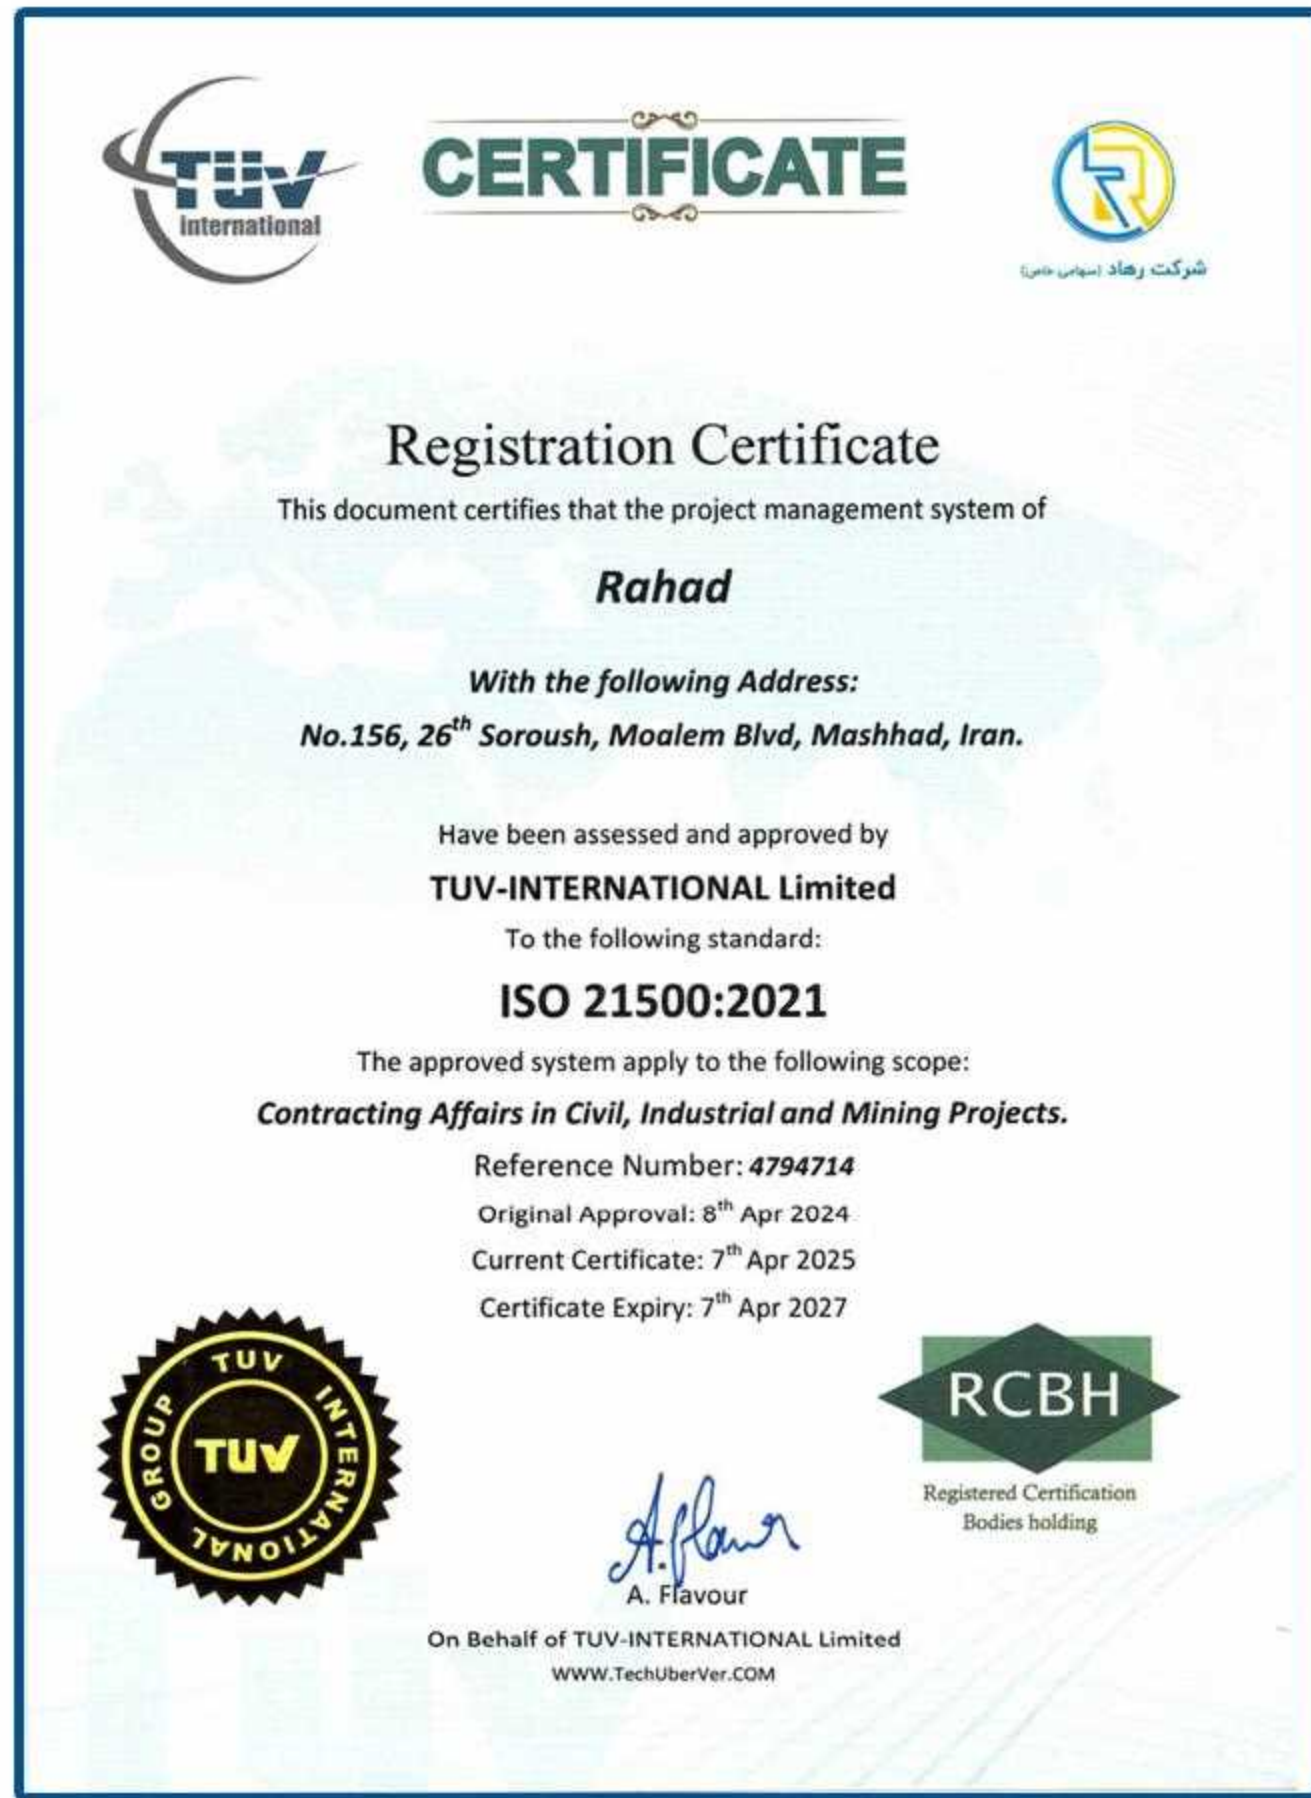 TÜV
international
CERTIFICATE
شرکت رهاد (سهامی خاص)
Registration Certificate
This document certifies that the project management system of
Rahad
With the following Address:
No.156, 26th Soroush, Moalem Blvd, Mashhad, Iran.
Have been assessed and approved by
TUV-INTERNATIONAL Limited
To the following standard:
ISO 21500:2021
The approved system apply to the following scope:
Contracting Affairs in Civil, Industrial and Mining Projects.
Reference Number: 4794714
Original Approval: 8th Apr 2024
Current Certificate: 7th Apr 2025
Certificate Expiry: 7th Apr 2027
TUV INTERNATIONAL GROUP
TUV
RCBH
Registered Certification
Bodies holding
A. Flavour
A. Flavour
On Behalf of TUV-INTERNATIONAL Limited
WWW.TechUberVer.COM